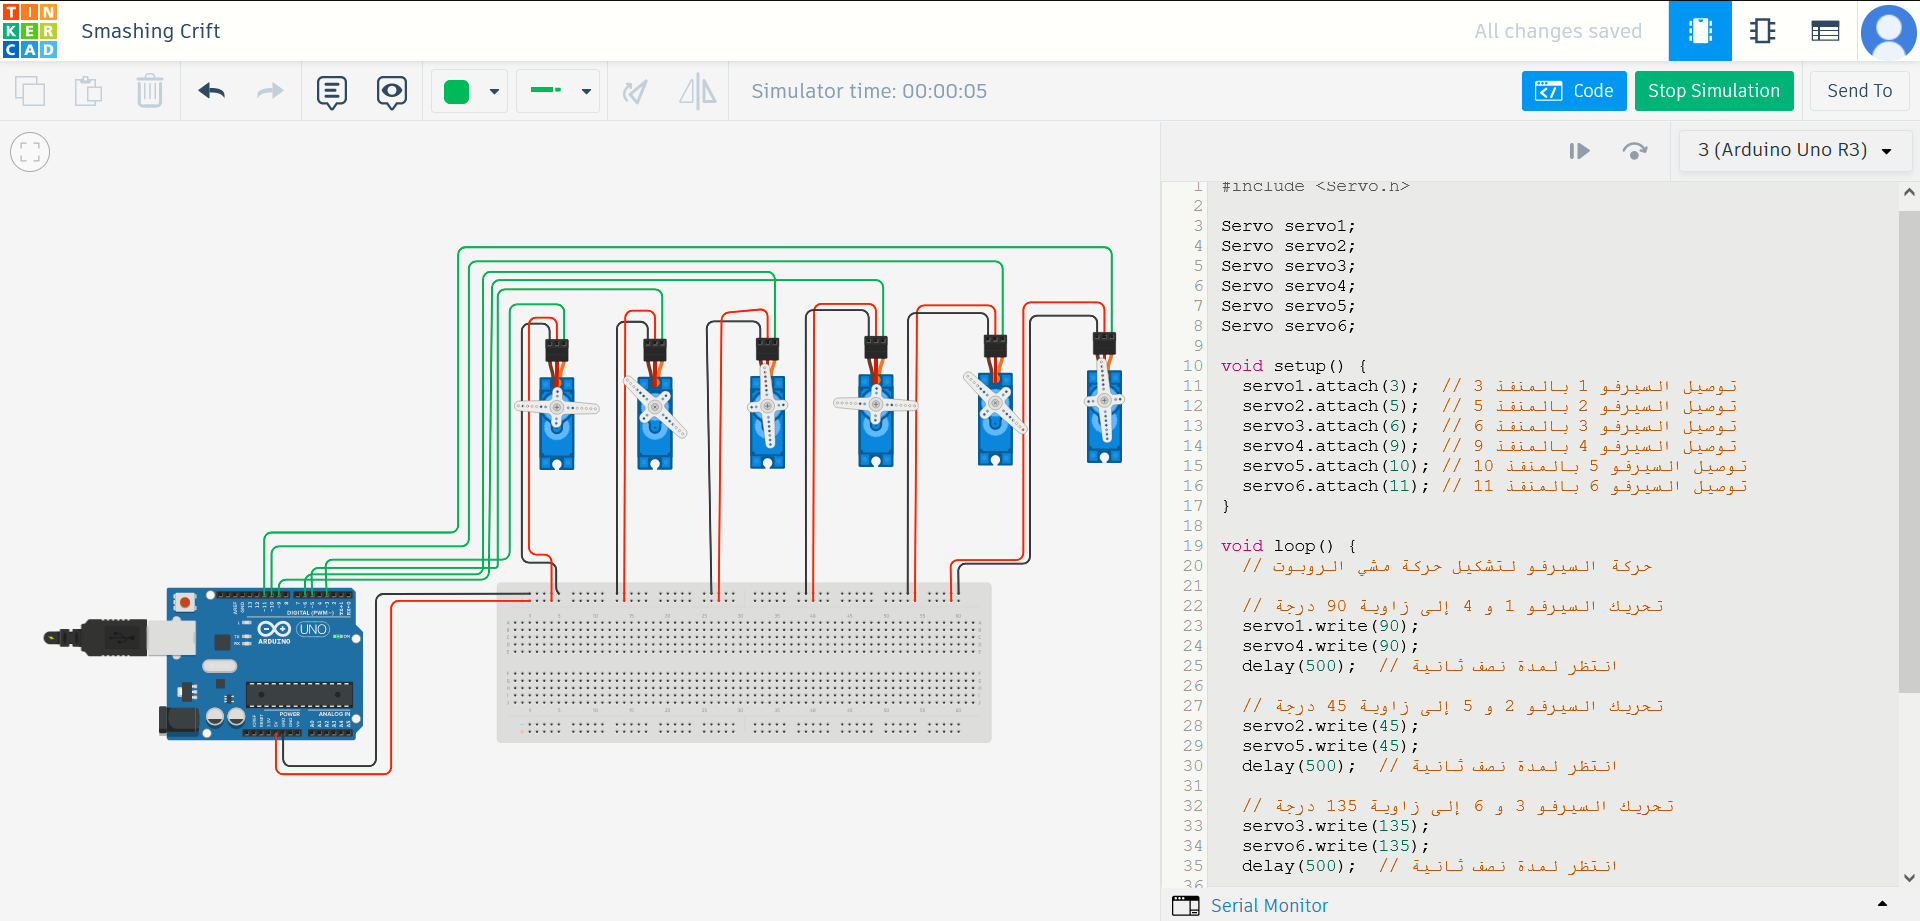 TINKERCAD
Smashing Crift
All changes saved
Simulator time: 00:00:05
Code
Stop Simulation
Send To
3 (Arduino Uno R3)
1 #include <Servo.h>
2
3 Servo servo1;
4 Servo servo2;
5 Servo servo3;
6 Servo servo4;
7 Servo servo5;
8 Servo servo6;
9
10 void setup() {
11 servo1.attach(3); // توصيل السيرفو 1 بالمنفذ 3
12 servo2.attach(5); // توصيل السيرفو 2 بالمنفذ 5
13 servo3.attach(6); // توصيل السيرفو 3 بالمنفذ 6
14 servo4.attach(9); // توصيل السيرفو 4 بالمنفذ 9
15 servo5.attach(10); // توصيل السيرفو 5 بالمنفذ 10
16 servo6.attach(11); // توصيل السيرفو 6 بالمنفذ 11
17 }
18
19 void loop() {
20 // حركة السيرفو لتشكيل حركة مشي الروبوت
21
22 // تحريك السيرفو 1 و 4 إلى زاوية 90 درجة
23 servo1.write(90);
24 servo4.write(90);
25 delay(500); // انتظر لمدة نصف ثانية
26
27 // تحريك السيرفو 2 و 5 إلى زاوية 45 درجة
28 servo2.write(45);
29 servo5.write(45);
30 delay(500); // انتظر لمدة نصف ثانية
31
32 // تحريك السيرفو 3 و 6 إلى زاوية 135 درجة
33 servo3.write(135);
34 servo6.write(135);
35 delay(500); // انتظر لمدة نصف ثانية
36
Serial Monitor
DIGITAL (PWM~)
UNO
ARDUINO
POWER
ANALOG IN